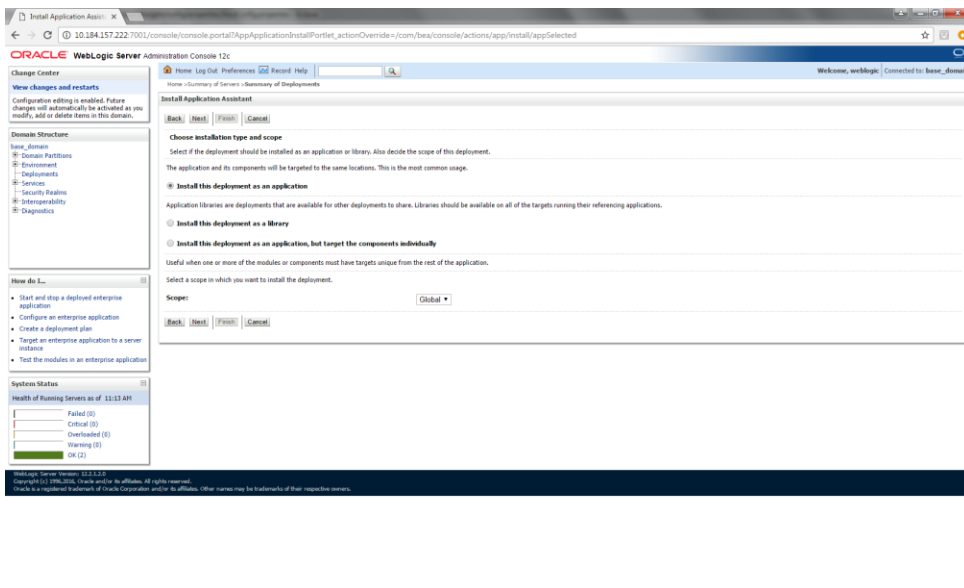 Install Application Assist
10.184.157.222:7001/console/console.portal?AppApplicationInstallPortlet_actionOverride=/com/bea/console/actions/app/install/appSelected
ORACLE WebLogic Server Administration Console 12c
Change Center
View changes and restarts
Configuration editing is enabled. Future
changes will automatically be activated as you
modify, add or delete items in this domain.
Domain Structure
base_domain
Domain Partitions
Environment
Deployments
Services
Security Realms
Interoperability
Diagnostics
How do I...
Start and stop a deployed enterprise
application
Configure an enterprise application
Create a deployment plan
Target an enterprise application to a server
instance
Test the modules in an enterprise application
System Status
Health of Running Servers as of 11:13 AM
Failed (0)
Critical (0)
Overloaded (0)
Warning (0)
OK (2)
Home Log Out Preferences Record Help
Welcome, weblogic Connected to: base_domai
Home >Summary of Servers >Summary of Deployments
Install Application Assistant
Back Next Finish Cancel
Choose installation type and scope
Select if the deployment should be installed as an application or library. Also decide the scope of this deployment.
The application and its components will be targeted to the same locations. This is the most common usage.
Install this deployment as an application
Application libraries are deployments that are available for other deployments to share. Libraries should be available on all of the targets running their referencing applications.
Install this deployment as a library
Install this deployment as an application, but target the components individually
Useful when one or more of the modules or components must have targets unique from the rest of the application.
Select a scope in which you want to install the deployment.
Scope: Global
Back Next Finish Cancel
WebLogic Server Version: 12.2.1.2.0
Copyright (c) 1996,2016, Oracle and/or its affiliates. All rights reserved.
Oracle is a registered trademark of Oracle Corporation and/or its affiliates. Other names may be trademarks of their respective owners.